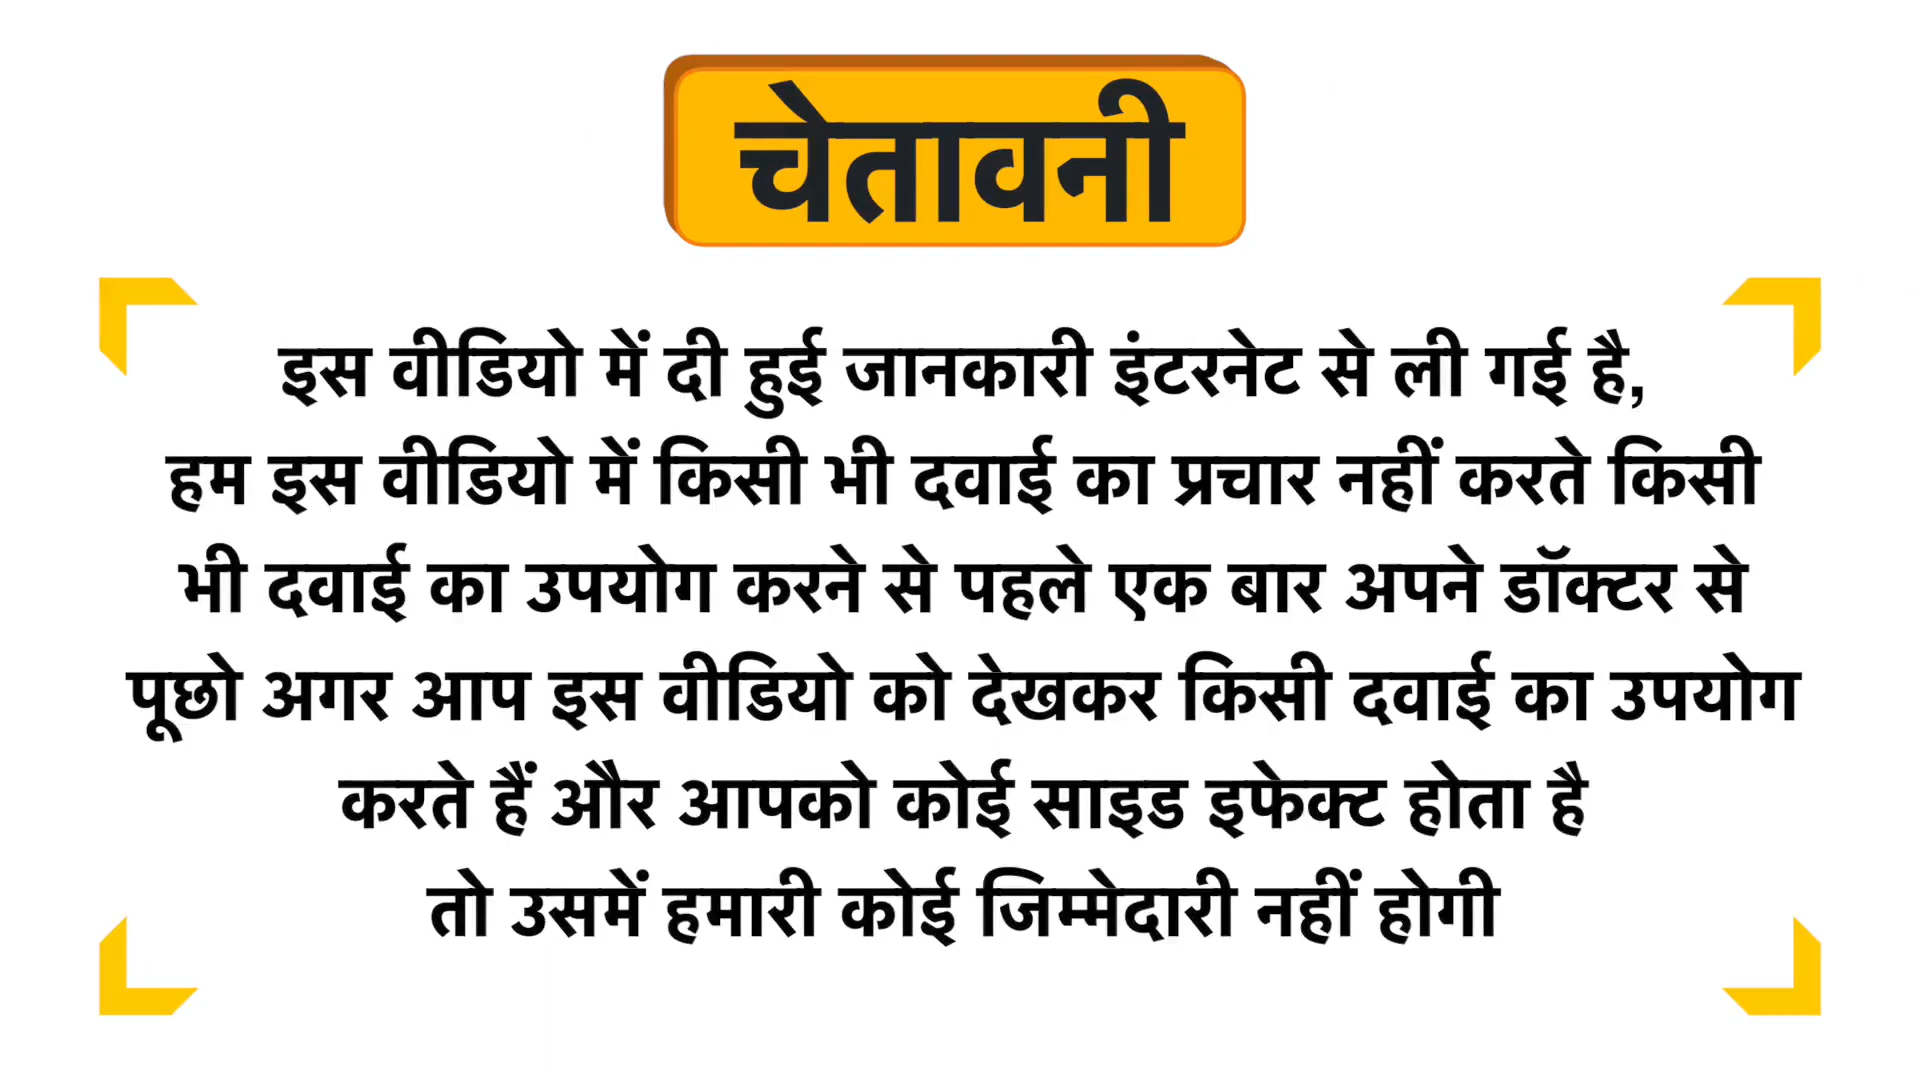 चेतावनी
इस वीडियो में दी हुई जानकारी इंटरनेट से ली गई है,
हम इस वीडियो में किसी भी दवाई का प्रचार नहीं करते किसी
भी दवाई का उपयोग करने से पहले एक बार अपने डॉक्टर से
पूछो अगर आप इस वीडियो को देखकर किसी दवाई का उपयोग
करते हैं और आपको कोई साइड इफेक्ट होता है
तो उसमें हमारी कोई जिम्मेदारी नहीं होगी